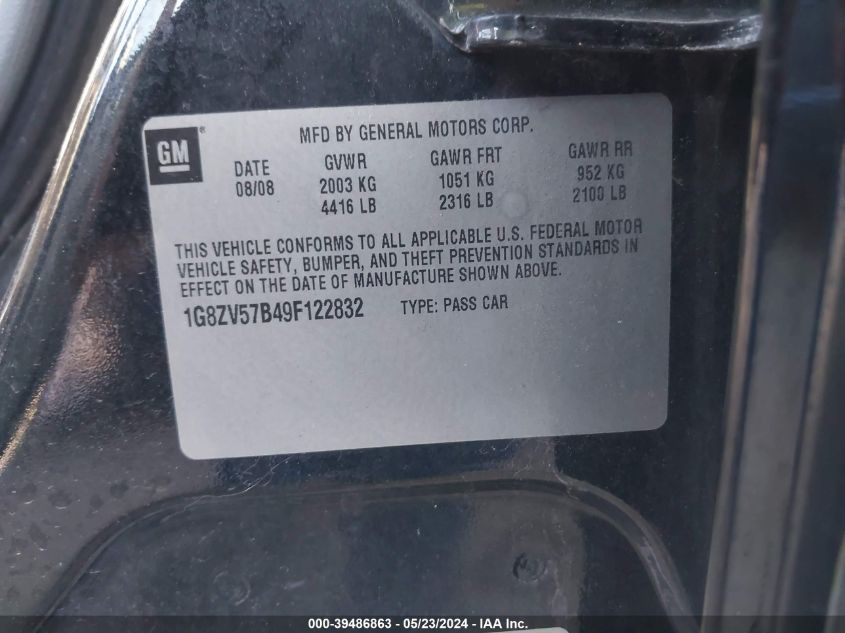 GM®
MFD BY GENERAL MOTORS CORP.
DATE GVWR GAWR FRT GAWR RR
08/08 2003 KG 1051 KG 952 KG
4416 LB 2316 LB 2100 LB
THIS VEHICLE CONFORMS TO ALL APPLICABLE U.S. FEDERAL MOTOR
VEHICLE SAFETY, BUMPER, AND THEFT PREVENTION STANDARDS IN
EFFECT ON THE DATE OF MANUFACTURE SHOWN ABOVE.
1G8ZV57B49F122832 TYPE: PASS CAR
000-39486863 - 05/23/2024 - IAA Inc.